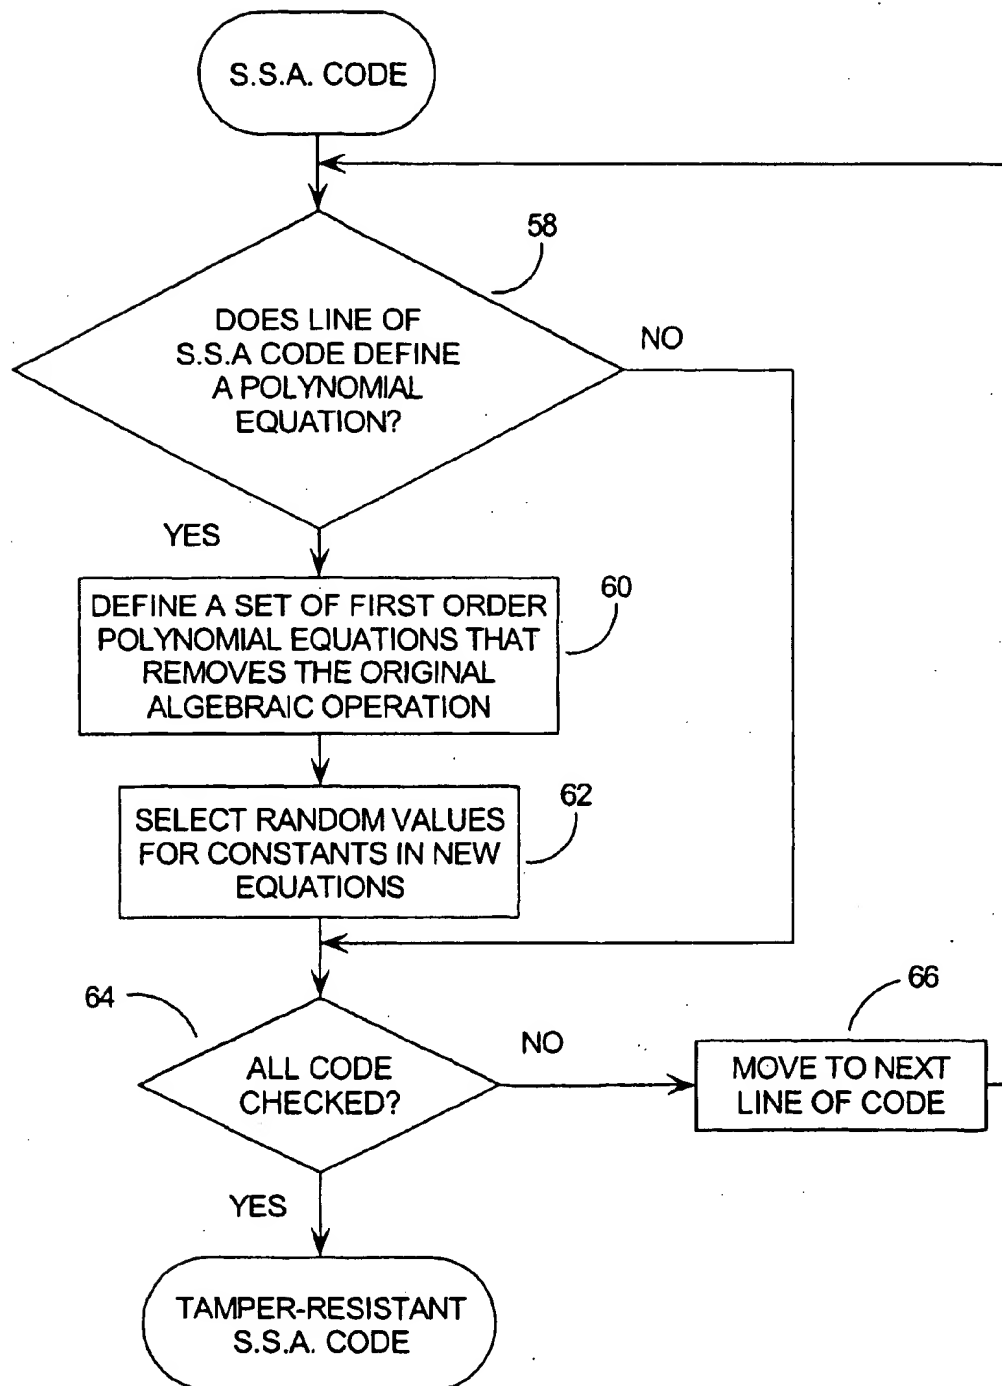 S.S.A. CODE
58
DOES LINE OF
S.S.A CODE DEFINE
A POLYNOMIAL
EQUATION?
NO
YES
60
DEFINE A SET OF FIRST ORDER
POLYNOMIAL EQUATIONS THAT
REMOVES THE ORIGINAL
ALGEBRAIC OPERATION
62
SELECT RANDOM VALUES
FOR CONSTANTS IN NEW
EQUATIONS
64
ALL CODE
CHECKED?
NO
66
MOVE TO NEXT
LINE OF CODE
YES
TAMPER-RESISTANT
S.S.A. CODE